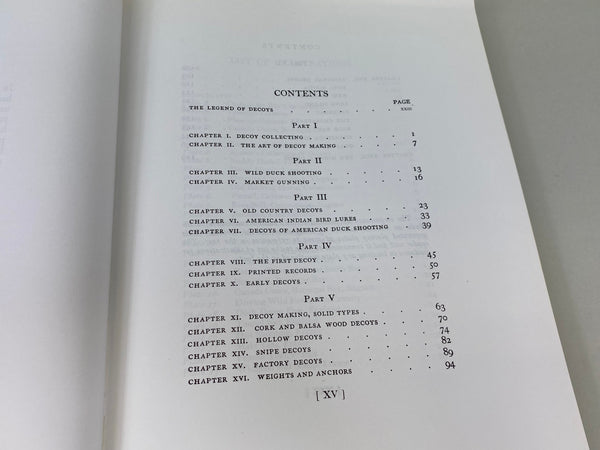 CONTENTS
PAGE
THE LEGEND OF DECOYS . . . . . . . xxiii
PART I
CHAPTER I. DECOY COLLECTING . . . . . 1
CHAPTER II. THE ART OF DECOY MAKING . . . . 7
PART II
CHAPTER III. WILD DUCK SHOOTING . . . . . 13
CHAPTER IV. MARKET GUNNING . . . . . 16
PART III
CHAPTER V. OLD COUNTRY DECOYS . . . . . 23
CHAPTER VI. AMERICAN INDIAN BIRD LURES . . . . 33
CHAPTER VII. DECOYS OF AMERICAN DUCK SHOOTING . . . 39
PART IV
CHAPTER VIII. THE FIRST DECOY . . . . . . 45
CHAPTER IX. PRINTED RECORDS . . . . . . 50
CHAPTER X. EARLY DECOYS . . . . . . 57
PART V
CHAPTER XI. DECOY MAKING, SOLID TYPES . . . . 63
CHAPTER XII. CORK AND BALSA WOOD DECOYS . . . . 70
CHAPTER XIII. HOLLOW DECOYS . . . . . . 74
CHAPTER XIV. SNIPE DECOYS . . . . . . 82
CHAPTER XV. FACTORY DECOYS . . . . . . 89
CHAPTER XVI. WEIGHTS AND ANCHORS . . . . . 94
[ XV ]